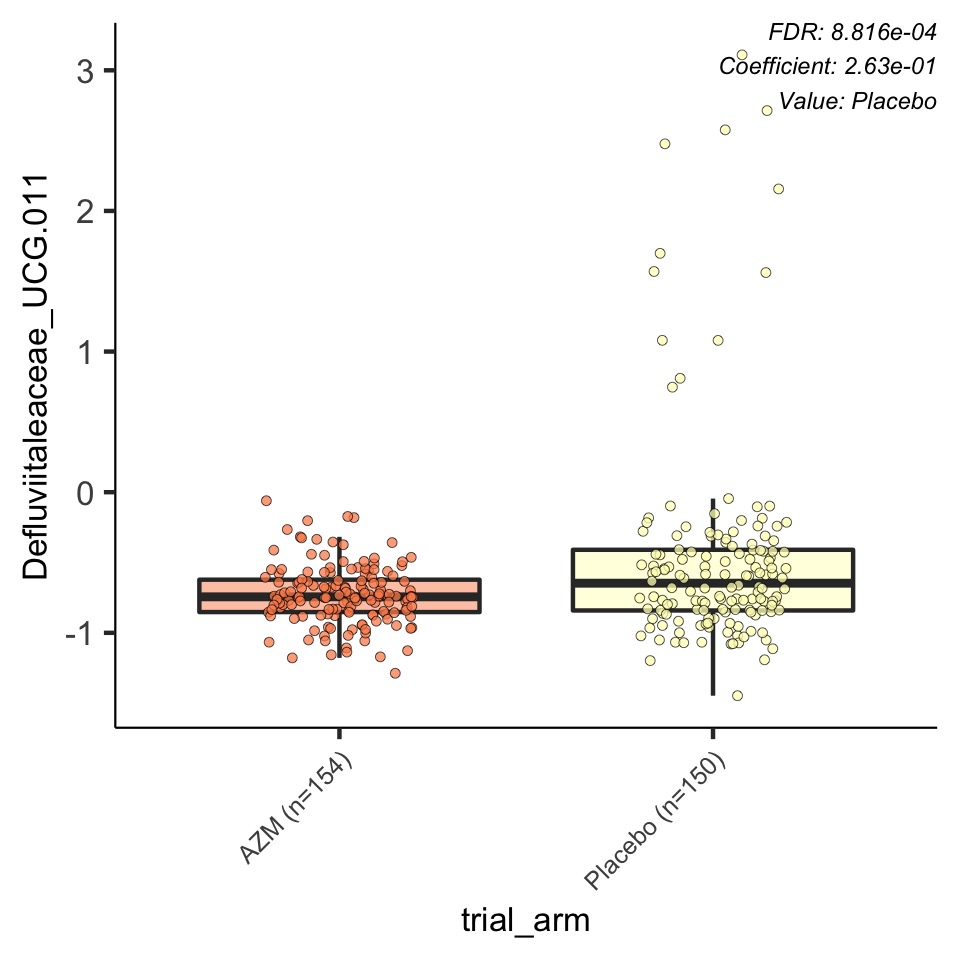 FDR: 8.816e-04
Coefficient: 2.63e-01
Value: Placebo
Defluviitaleaceae_UCG.011
3
2
1
0
-1
AZM (n=154)
Placebo (n=150)
trial_arm